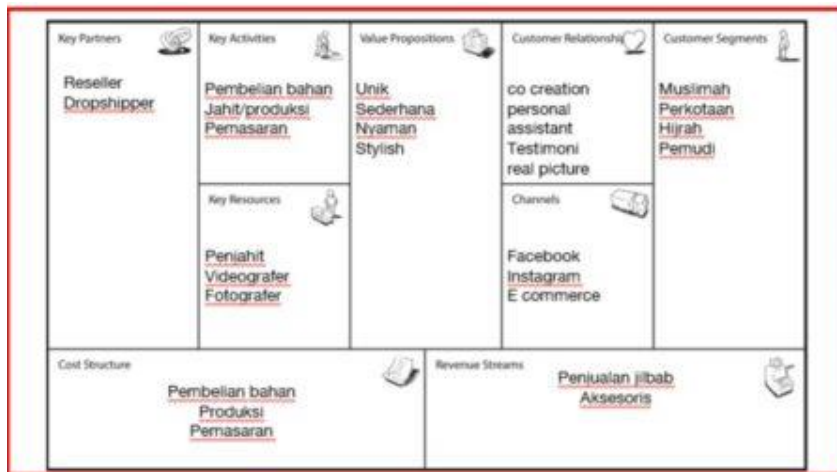 Key Partners
Reseller
Dropshipper
Key Activities
Pembelian bahan
Jahit/produksi
Pemasaran
Key Resources
Penjahit
Videografer
Fotografer
Value Propositions
Unik
Sederhana
Nyaman
Stylish
Customer Relationship
co creation
personal
assistant
Testimoni
real picture
Channels
Facebook
Instagram
E commerce
Customer Segments
Muslimah
Perkotaan
Hijrah
Pemudi
Cost Structure
Pembelian bahan
Produksi
Pemasaran
Revenue Streams
Penjualan jilbab
Aksesoris